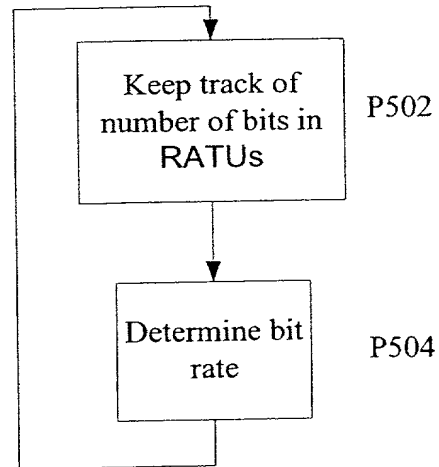 Keep track of
number of bits in
RATUs
P502
Determine bit
rate
P504